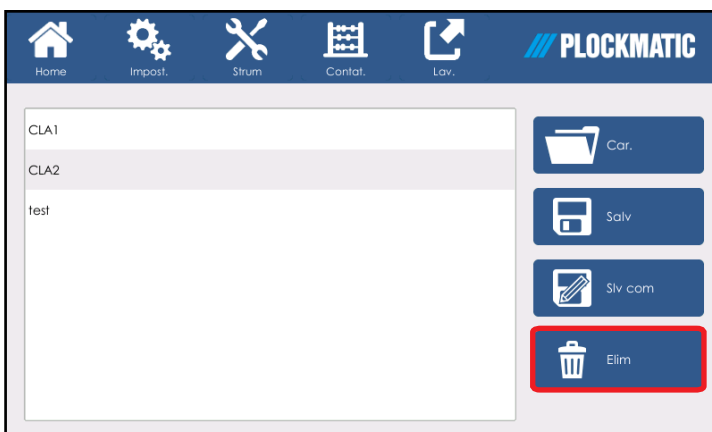 Home Impost. Strum Contat. Lav. PLOCKMATIC
CLA1
CLA2
test
Car.
Salv
Slv com
Elim